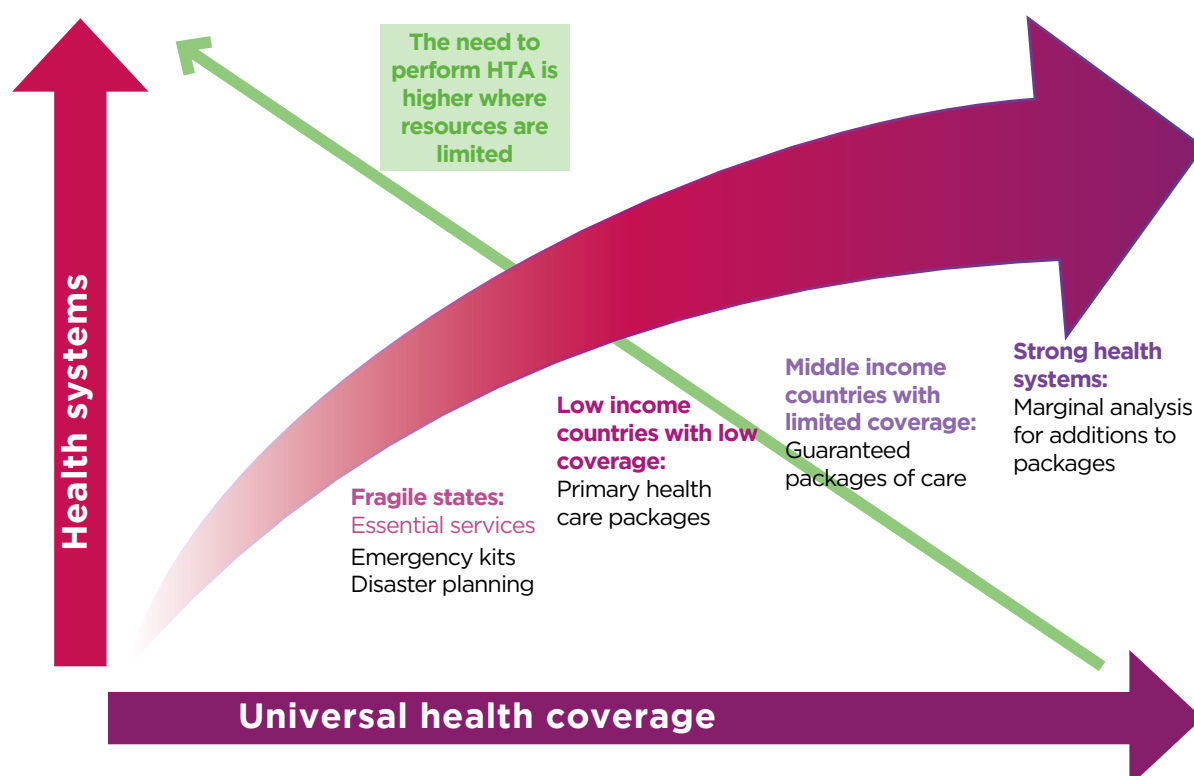 The need to
perform HTA is
higher where
resources are
limited
Health systems
Fragile states:
Essential services
Emergency kits
Disaster planning
Low income
countries with low
coverage:
Primary health
care packages
Middle income
countries with
limited coverage:
Guaranteed
packages of care
Strong health
systems:
Marginal analysis
for additions to
packages
Universal health coverage